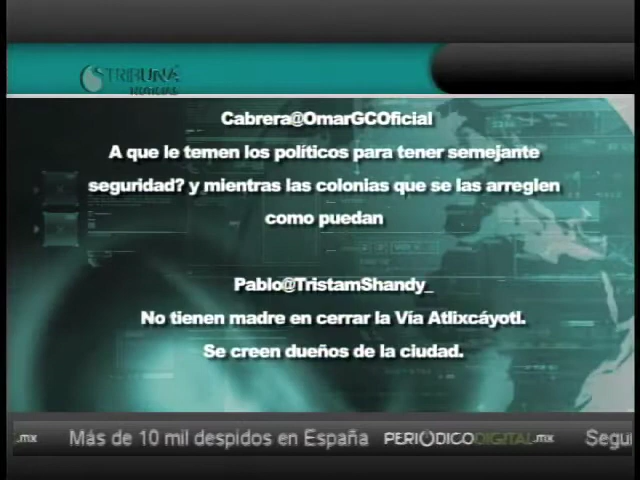 TRIBUNA
NOTICIAS
Cabrera@OmarGCOficial
A que le temen los políticos para tener semejante
seguridad? y mientras las colonias que se las arreglen
como puedan
Pablo@TristamShandy_
No tienen madre en cerrar la Vía Atlixcáyotl.
Se creen dueños de la ciudad.
.mx Más de 10 mil despidos en España PERIÓDICODIGITAL.mx Segu